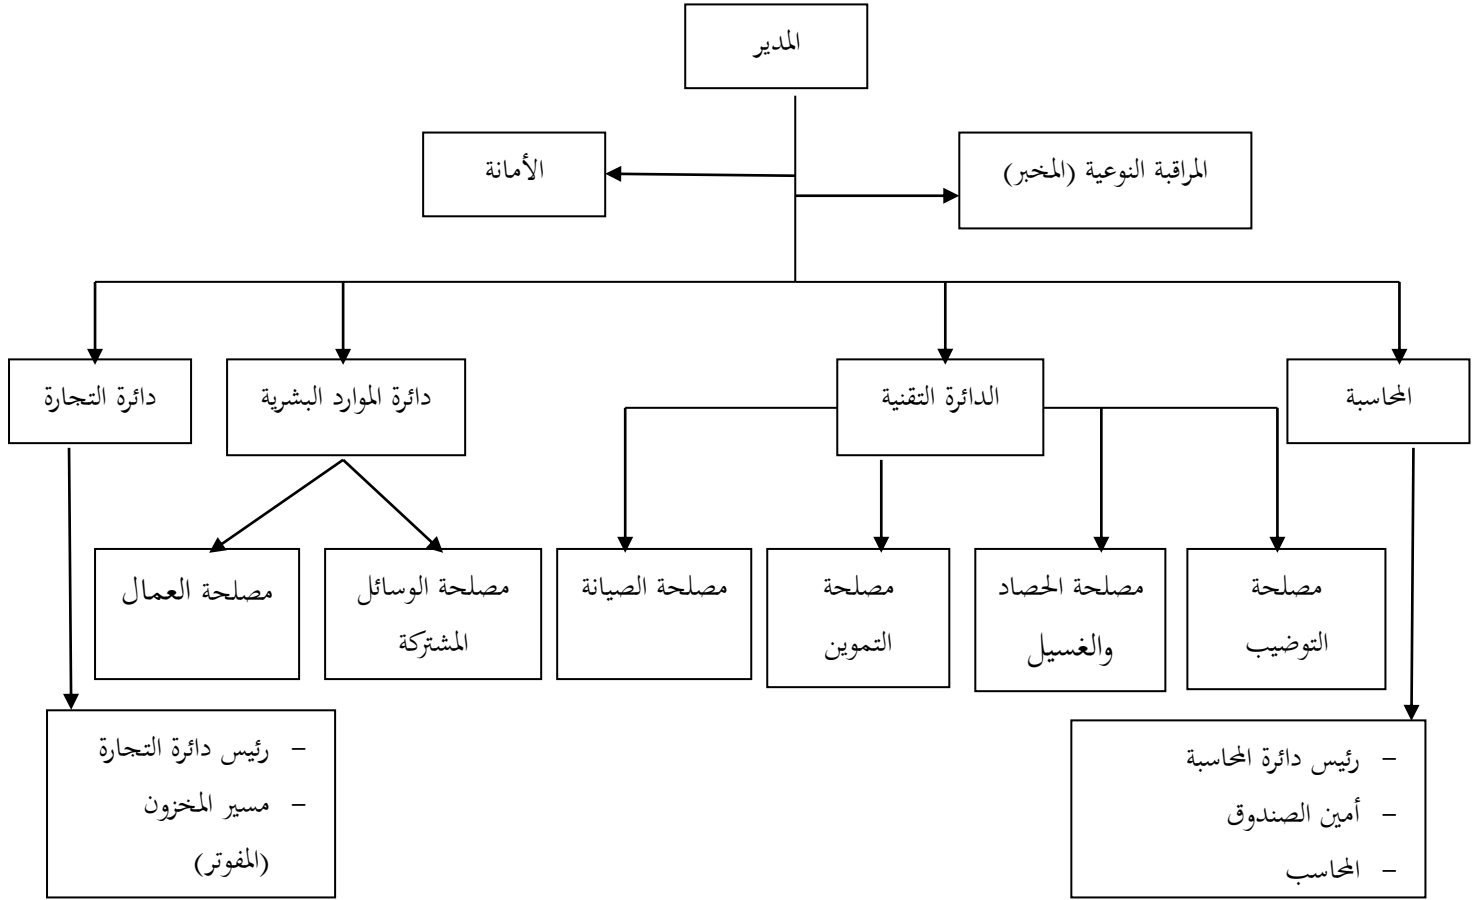 المدير
المراقبة النوعية (المخبر)
الأمانة
المحاسبة
الدائرة التقنية
دائرة الموارد البشرية
دائرة التجارة
مصلحة
التوضيب
مصلحة الحصاد
والغسيل
مصلحة
التموين
مصلحة الصيانة
مصلحة الوسائل
المشتركة
مصلحة العمال
- رئيس دائرة المحاسبة
- أمين الصندوق
- المحاسب
- رئيس دائرة التجارة
- مسير المخزون
(المفوتر)